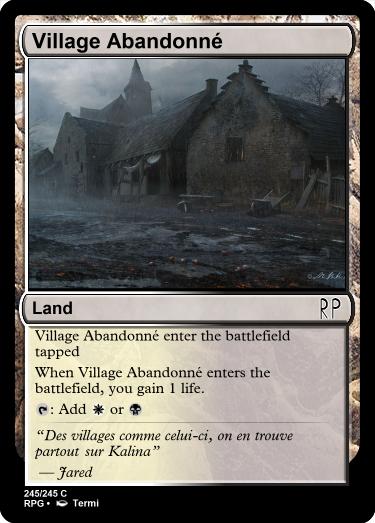 Village Abandonné
Land
RP
Village Abandonné enter the battlefield
tapped
When Village Abandonné enters the
battlefield, you gain 1 life.
: Add or
"Des villages comme celui-ci, on en trouve
partout sur Kalina"
— Jared
245/245 C
RPG • Termi